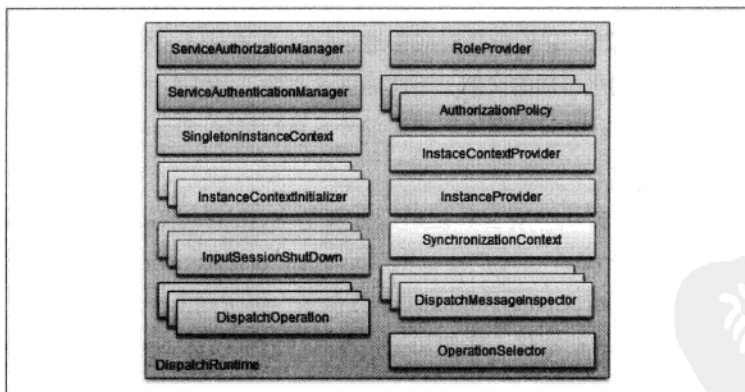 ServiceAuthorizationManager
RoleProvider
ServiceAuthenticationManager
AuthorizationPolicy
SingletonInstanceContext
InstaceContextProvider
InstanceContextInitializer
InstanceProvider
InputSessionShutDown
SynchronizationContext
DispatchOperation
DispatchMessageInspector
DispatchRuntime
OperationSelector